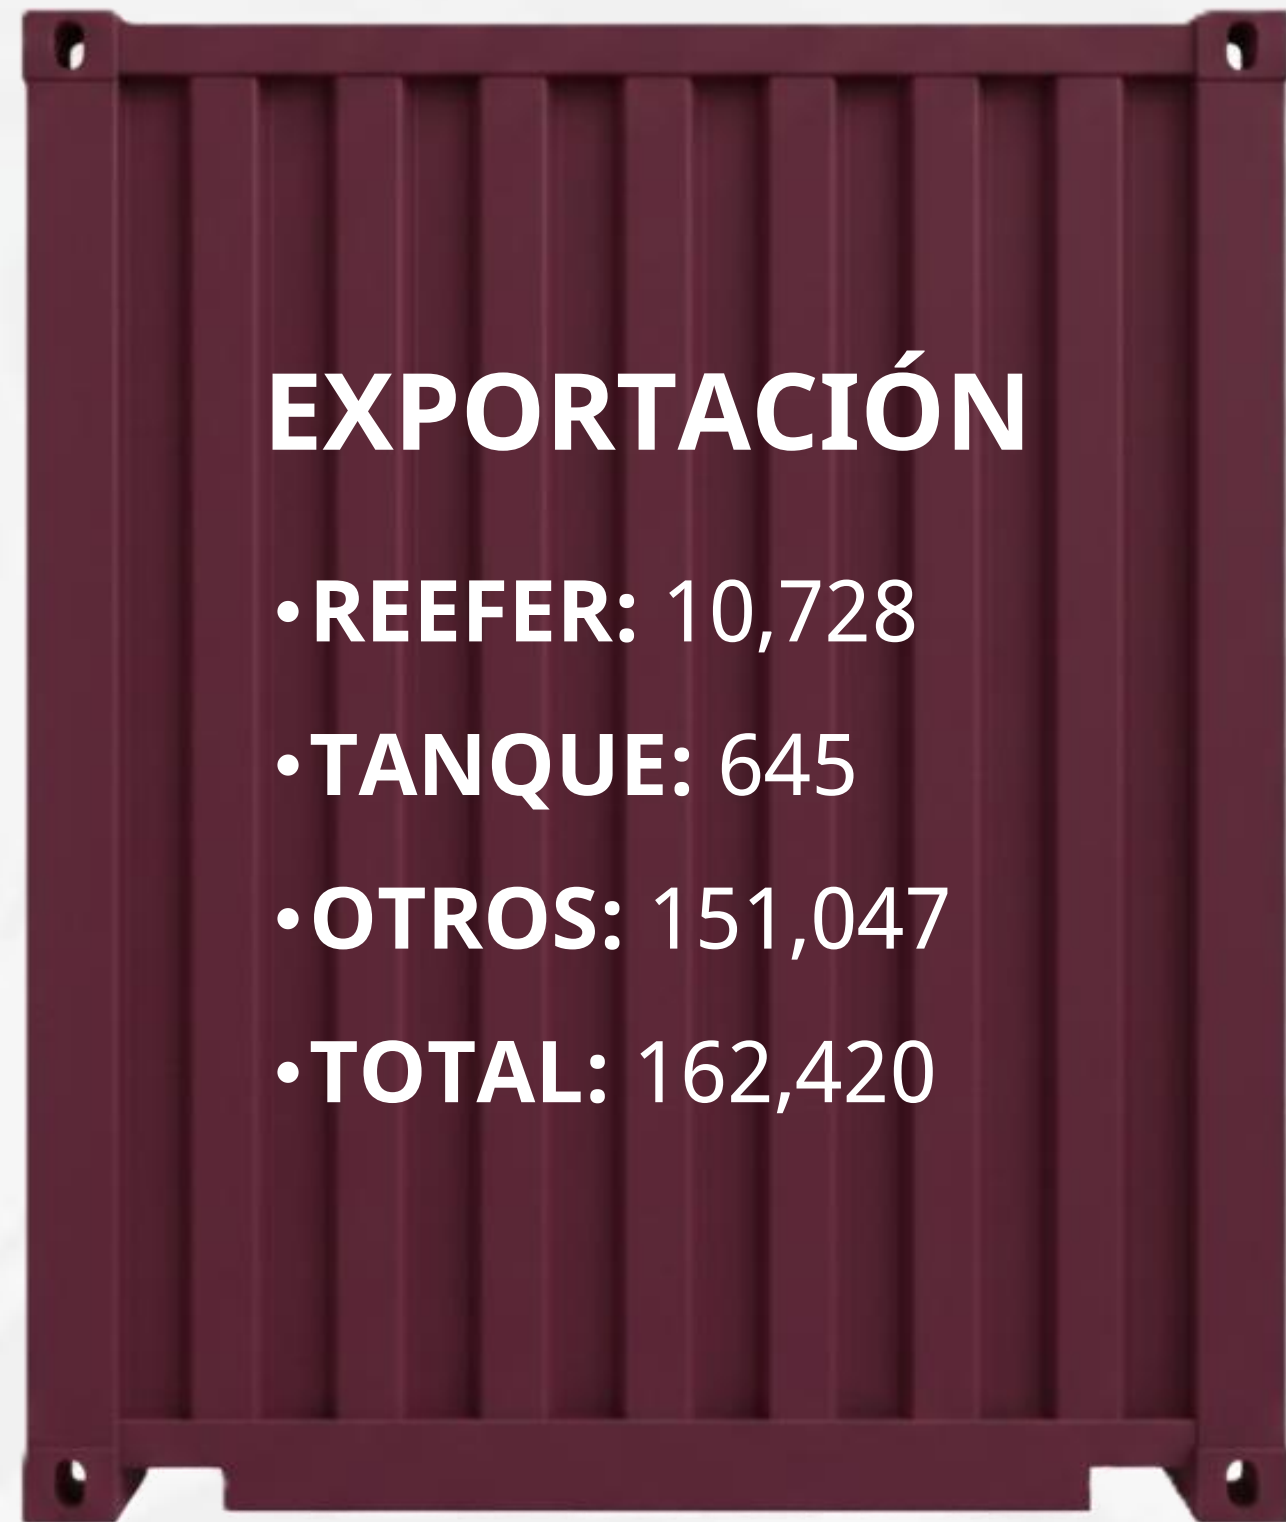 EXPORTACIÓN
•REEFER: 10,728
•TANQUE: 645
•OTROS: 151,047
•TOTAL: 162,420